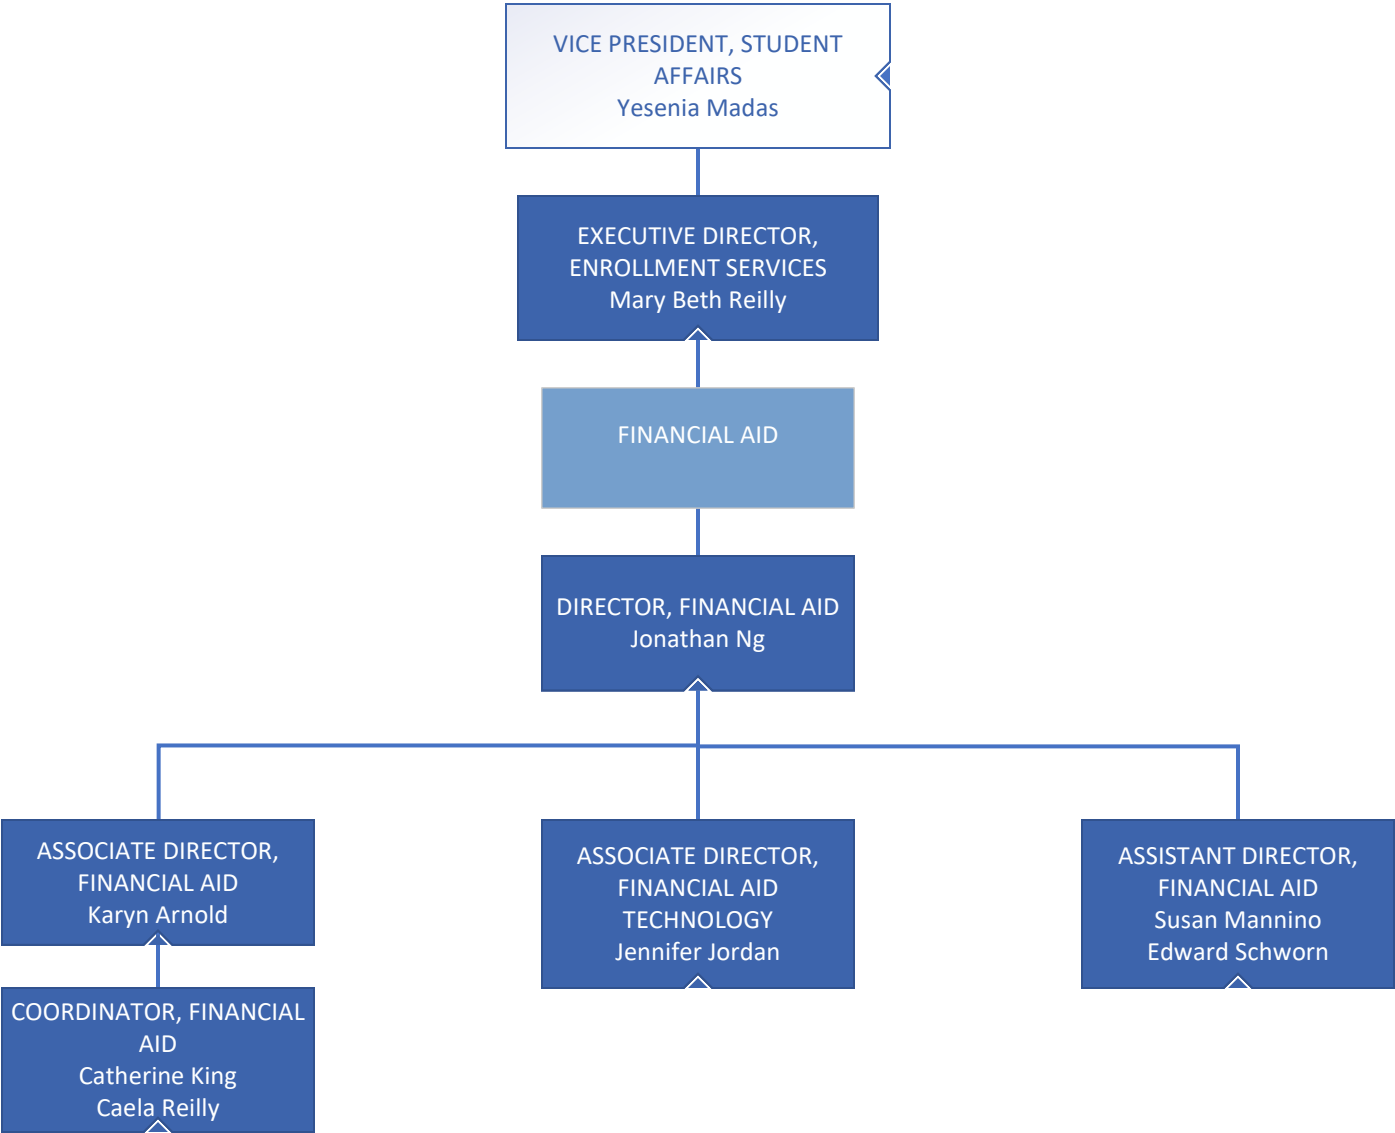 VICE PRESIDENT, STUDENT
AFFAIRS
Yesenia Madas
EXECUTIVE DIRECTOR,
ENROLLMENT SERVICES
Mary Beth Reilly
FINANCIAL AID
DIRECTOR, FINANCIAL AID
Jonathan Ng
ASSOCIATE DIRECTOR,
FINANCIAL AID
Karyn Arnold
ASSOCIATE DIRECTOR,
FINANCIAL AID
TECHNOLOGY
Jennifer Jordan
ASSISTANT DIRECTOR,
FINANCIAL AID
Susan Mannino
Edward Schworn
COORDINATOR, FINANCIAL
AID
Catherine King
Caela Reilly